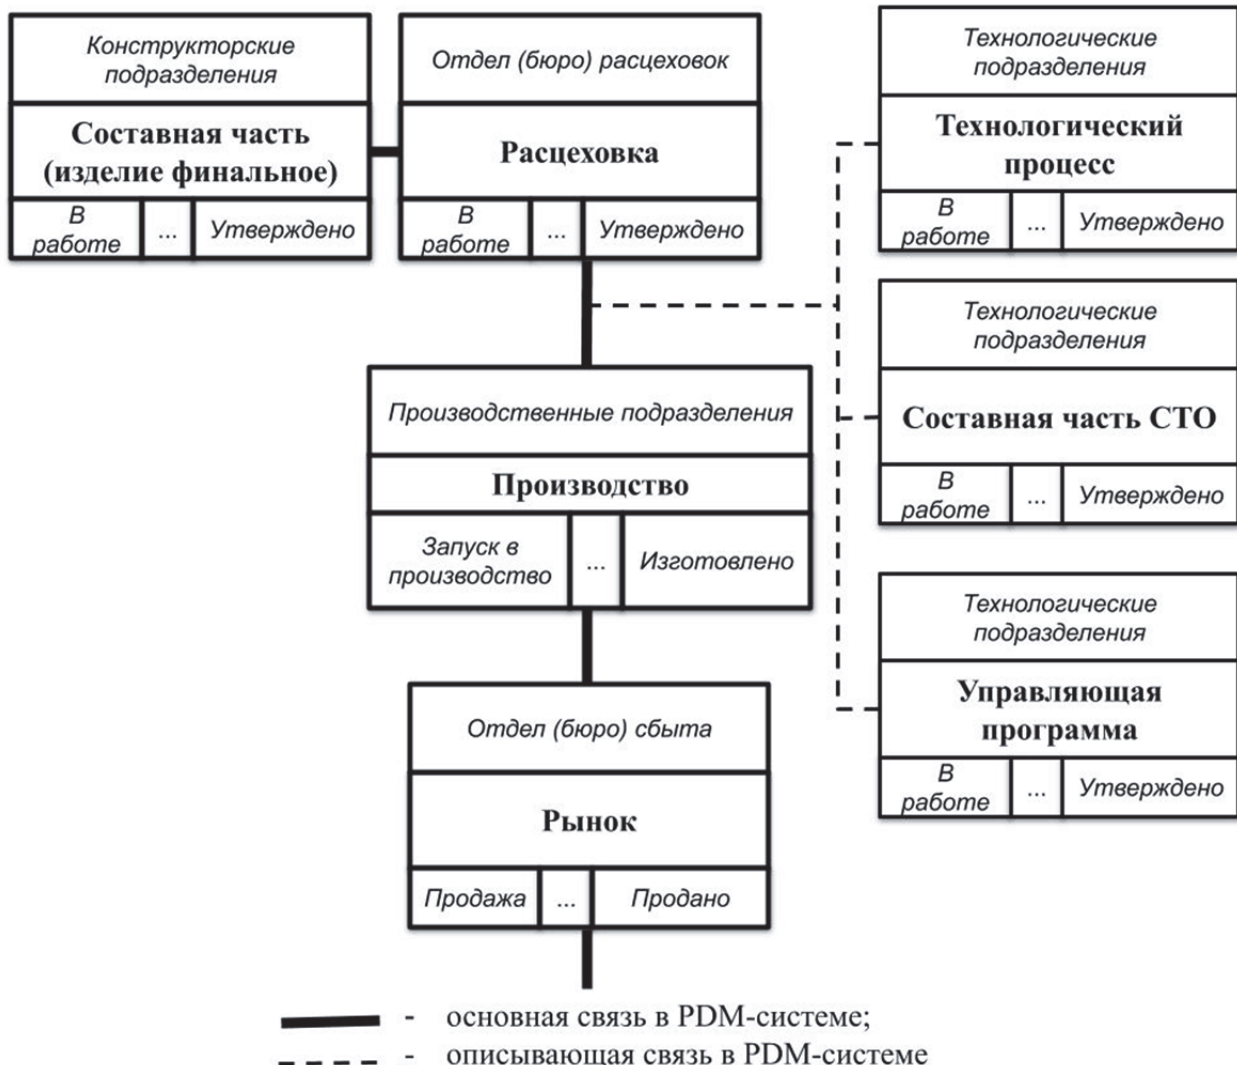 Конструкторские
подразделения
Составная часть
(изделие финальное)
В
работе
...
Утверждено
Отдел (бюро) расцеховок
Расцеховка
В
работе
...
Утверждено
Технологические
подразделения
Технологический
процесс
В
работе
...
Утверждено
Технологические
подразделения
Составная часть СТО
В
работе
...
Утверждено
Производственные подразделения
Производство
Запуск в
производство
...
Изготовлено
Технологические
подразделения
Управляющая
программа
В
работе
...
Утверждено
Отдел (бюро) сбыта
Рынок
Продажа
...
Продано
- основная связь в PDM-системе;
- описывающая связь в PDM-системе